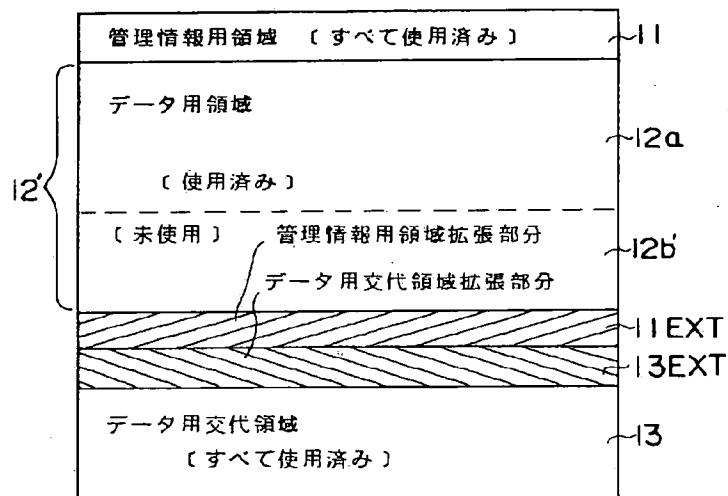 管理情報用領域 〔すべて使用済み〕 11
データ用領域
12a
12′
〔使用済み〕
〔未使用〕 管理情報用領域拡張部分
12b′
データ用交代領域拡張部分
11EXT
13EXT
データ用交代領域
13
〔すべて使用済み〕